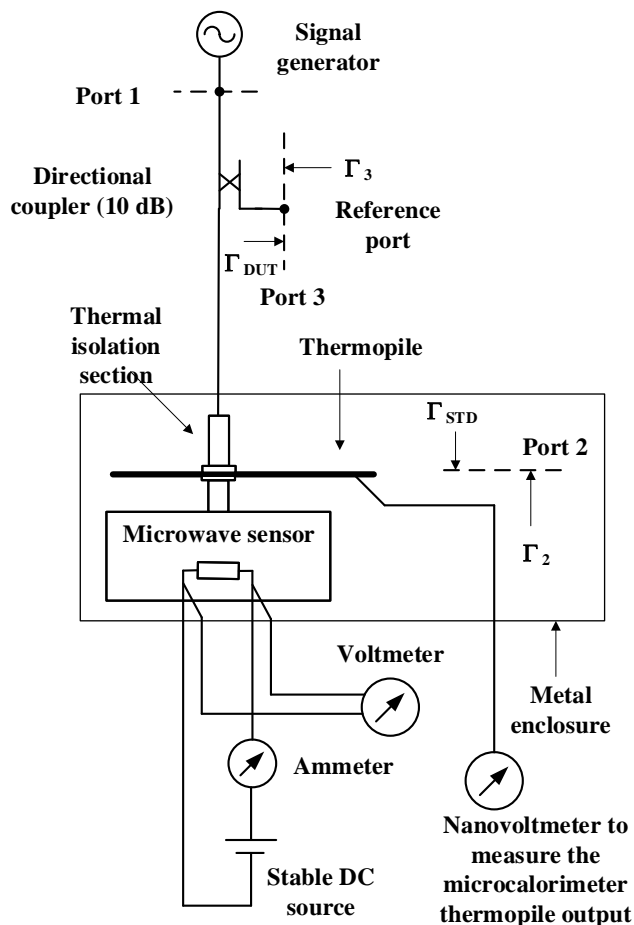 Signal
generator
Port 1
Directional
coupler (10 dB)
Γ3
Reference
port
ΓDUT
Port 3
Thermal
isolation
section
Thermopile
ΓSTD
Port 2
Microwave sensor
Γ2
Voltmeter
Metal
enclosure
Ammeter
Nanovoltmeter to
measure the
microcalorimeter
thermopile output
Stable DC
source